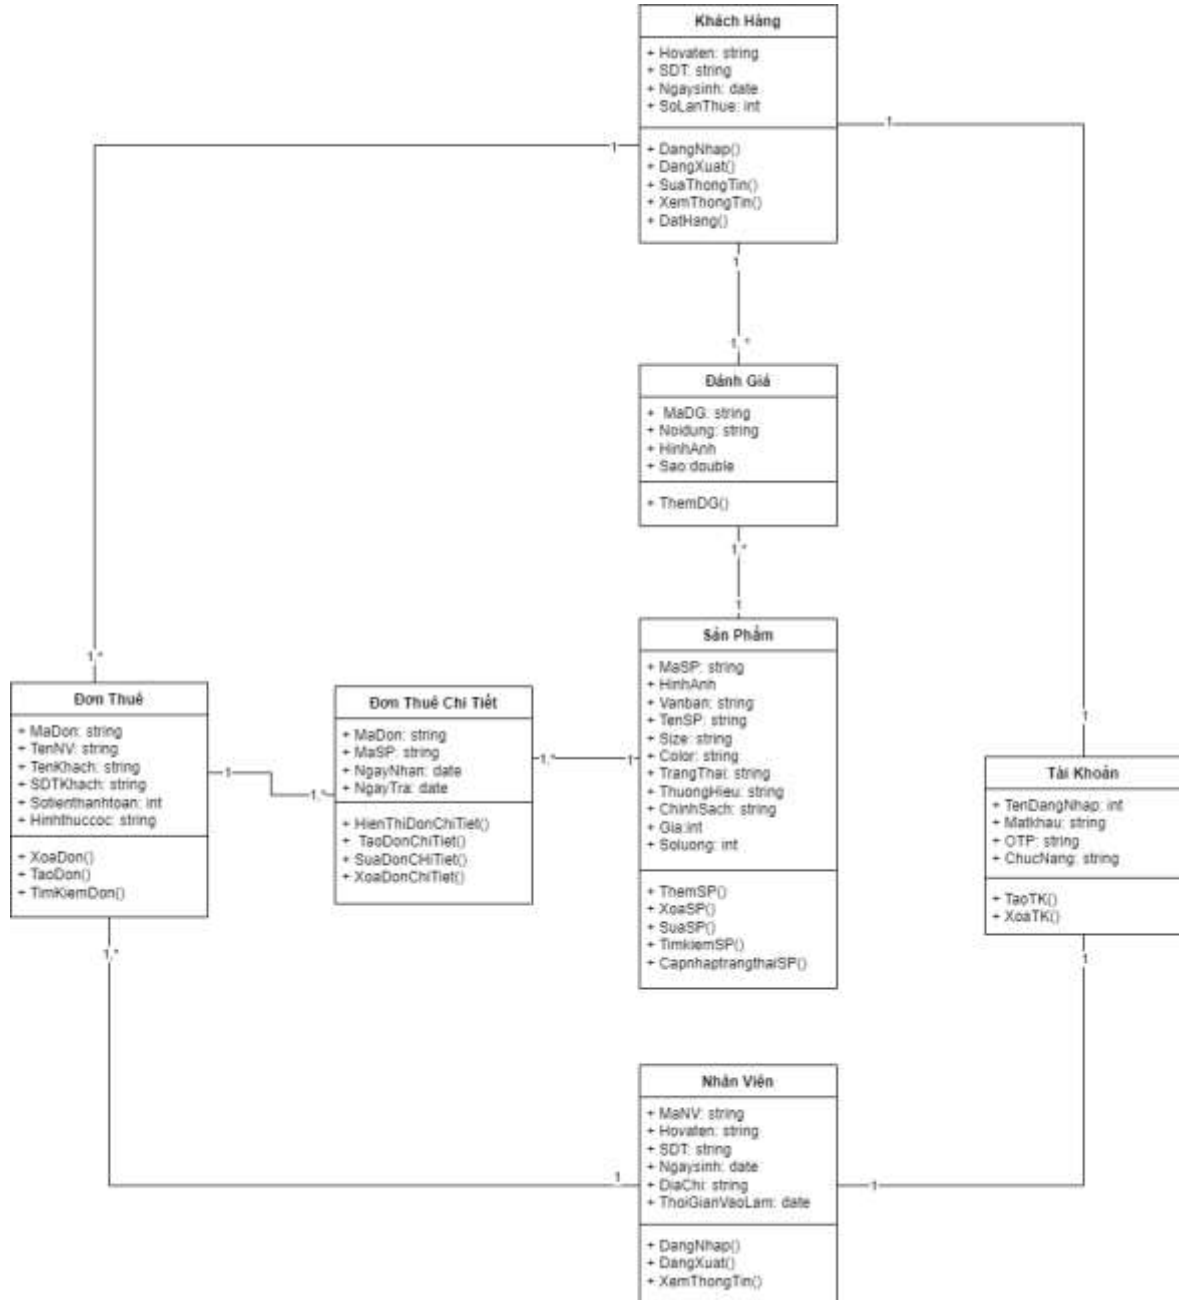 Khách Hàng
+ Hovaten: string
+ SDT: string
+ Ngaysinh: date
+ SoLanThue: int
+ DangNhap()
+ DangXuat()
+ SuaThongTin()
+ XemThongTin()
+ DatHang()
1
1
1
1..*
Đánh Giá
+ MaDG: string
+ Noidung: string
+ HinhAnh
+ Sao:double
+ ThemDG()
1.*
1
Sản Phẩm
+ MaSP: string
+ HinhAnh
+ Vanban: string
+ TenSP: string
+ Size: string
+ Color: string
+ TrangThai: string
+ ThuongHieu: string
+ ChinhSach: string
+ Gia:int
+ Soluong: int
+ ThemSP()
+ XoaSP()
+ SuaSP()
+ TimkiemSP()
+ CapnhaptrangthaiSP()
1.*
Đơn Thuê
+ MaDon: string
+ TenNV: string
+ TenKhach: string
+ SDTKhach: string
+ Sotienthanhtoan: int
+ Hinhthuccoc: string
+ XoaDon()
+ TaoDon()
+ TimKiemDon()
1
1.*
Đơn Thuê Chi Tiết
+ MaDon: string
+ MaSP: string
+ NgayNhan: date
+ NgayTra: date
+ HienThiDonChiTiet()
+ TaoDonChiTiet()
+ SuaDonCHiTiet()
+ XoaDonChiTiet()
1.*
1
1
Tài Khoản
+ TenDangNhap: int
+ Matkhau: string
+ OTP: string
+ ChucNang: string
+ TaoTK()
+ XoaTK()
1
1.*
1
Nhân Viên
+ MaNV: string
+ Hovaten: string
+ SDT: string
+ Ngaysinh: date
+ DiaChi: string
+ ThoiGianVaoLam: date
+ DangNhap()
+ DangXuat()
+ XemThongTin()
1